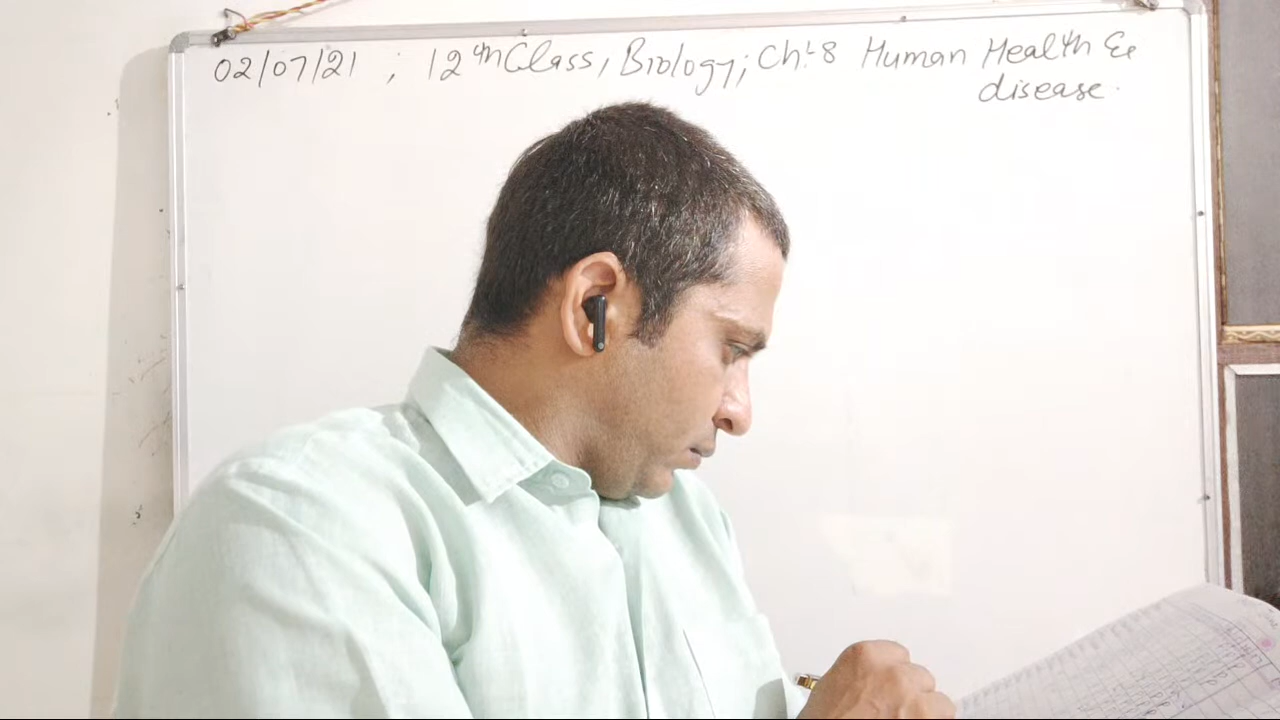 02/07/21 ; 12th Class, Biology; Ch:-8 Human Health &
disease.